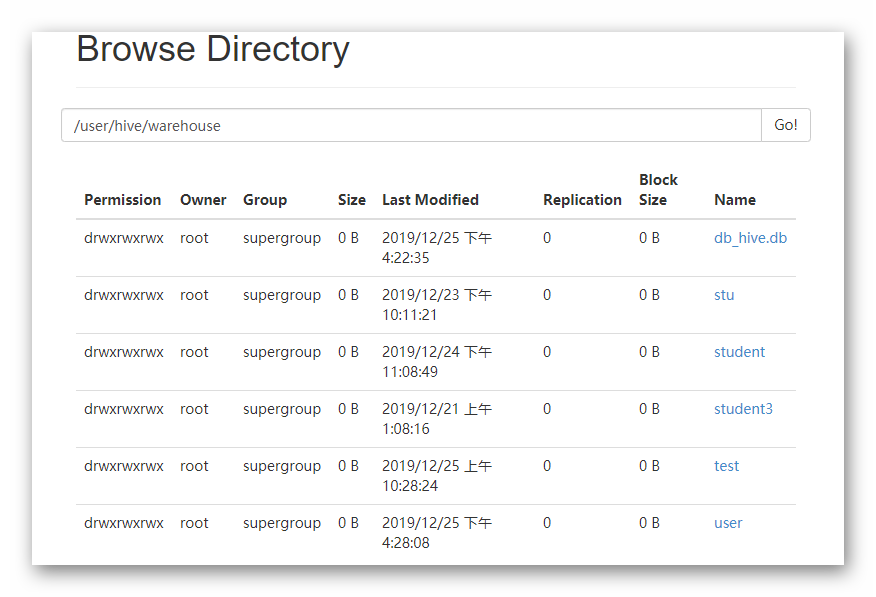 Browse Directory
/user/hive/warehouse Go!
Permission Owner Group Size Last Modified Replication Block Size Name
drwxrwxrwx root supergroup 0 B 2019/12/25 下午 0 0 B db_hive.db
4:22:35
drwxrwxrwx root supergroup 0 B 2019/12/23 下午 0 0 B stu
10:11:21
drwxrwxrwx root supergroup 0 B 2019/12/24 下午 0 0 B student
11:08:49
drwxrwxrwx root supergroup 0 B 2019/12/21 上午 0 0 B student3
1:08:16
drwxrwxrwx root supergroup 0 B 2019/12/25 上午 0 0 B test
10:28:24
drwxrwxrwx root supergroup 0 B 2019/12/25 下午 0 0 B user
4:28:08